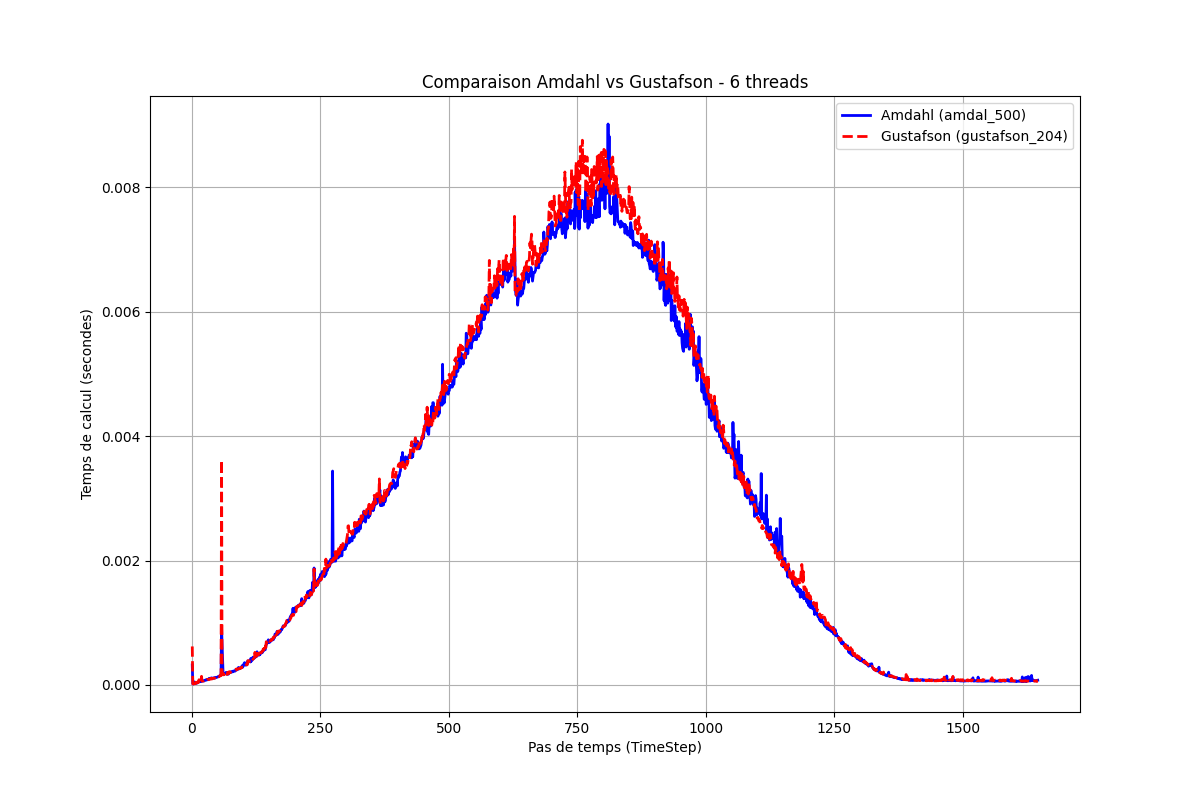 Comparaison Amdahl vs Gustafson - 6 threads
Amdahl (amdal_500)
Gustafson (gustafson_204)
Temps de calcul (secondes)
0.008
0.006
0.004
0.002
0.000
0 250 500 750 1000 1250 1500
Pas de temps (TimeStep)